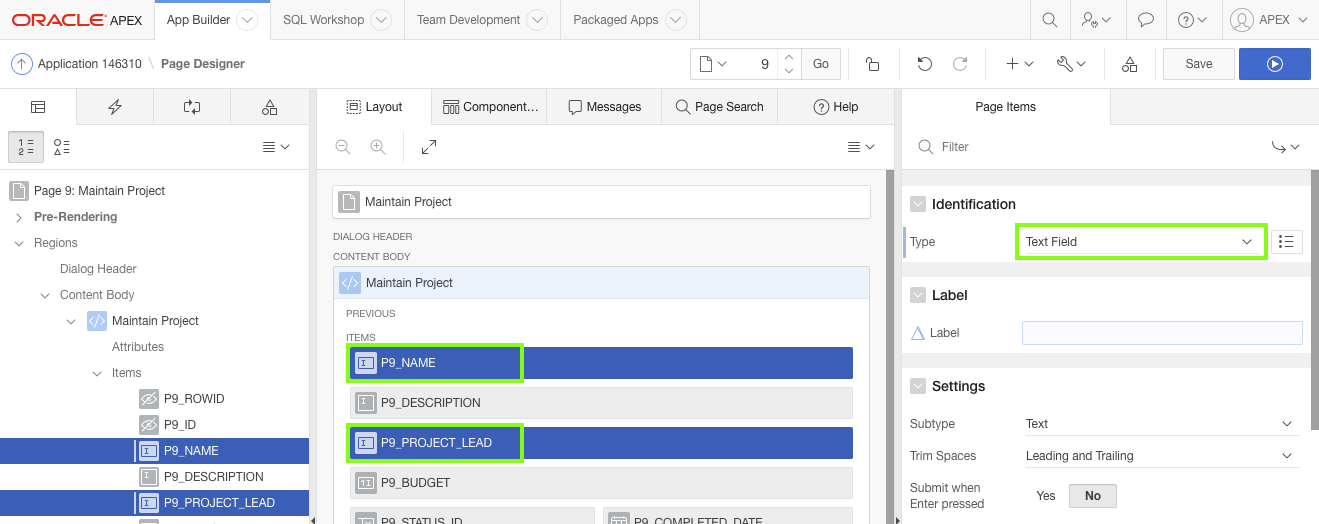 ORACLE APEX App Builder SQL Workshop Team Development Packaged Apps APEX
Application 146310 \ Page Designer 9 Go Save
Layout Component... Messages Page Search Help Page Items
Filter
Page 9: Maintain Project
Pre-Rendering
Regions
Dialog Header
Content Body
Maintain Project
Attributes
Items
P9_ROWID
P9_ID
P9_NAME
P9_DESCRIPTION
P9_PROJECT_LEAD
Maintain Project
DIALOG HEADER
CONTENT BODY
Maintain Project
PREVIOUS
ITEMS
P9_NAME
P9_DESCRIPTION
P9_PROJECT_LEAD
P9_BUDGET
P9_STATUS_ID P9_COMPLETED_DATE
Identification
Type Text Field
Label
Label
Settings
Subtype Text
Trim Spaces Leading and Trailing
Submit when
Enter pressed Yes No